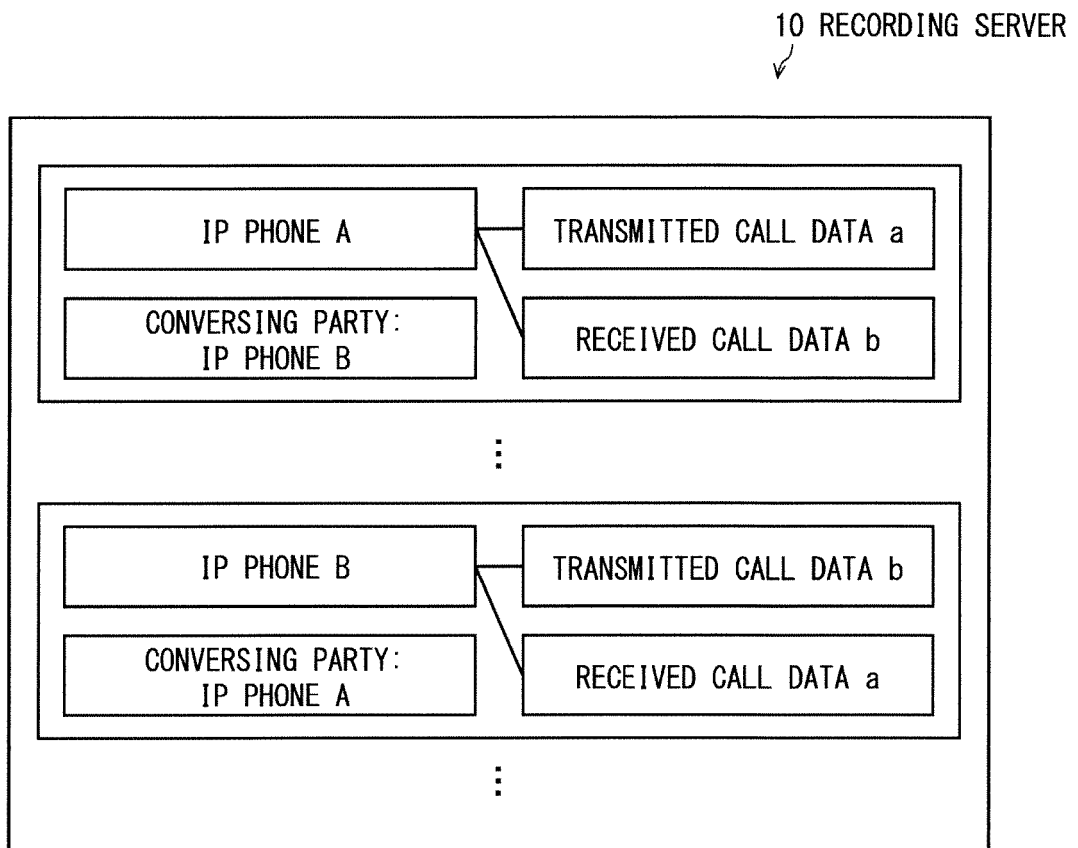 10 RECORDING SERVER
IP PHONE A
TRANSMITTED CALL DATA a
CONVERSING PARTY:
IP PHONE B
RECEIVED CALL DATA b
IP PHONE B
TRANSMITTED CALL DATA b
CONVERSING PARTY:
IP PHONE A
RECEIVED CALL DATA a